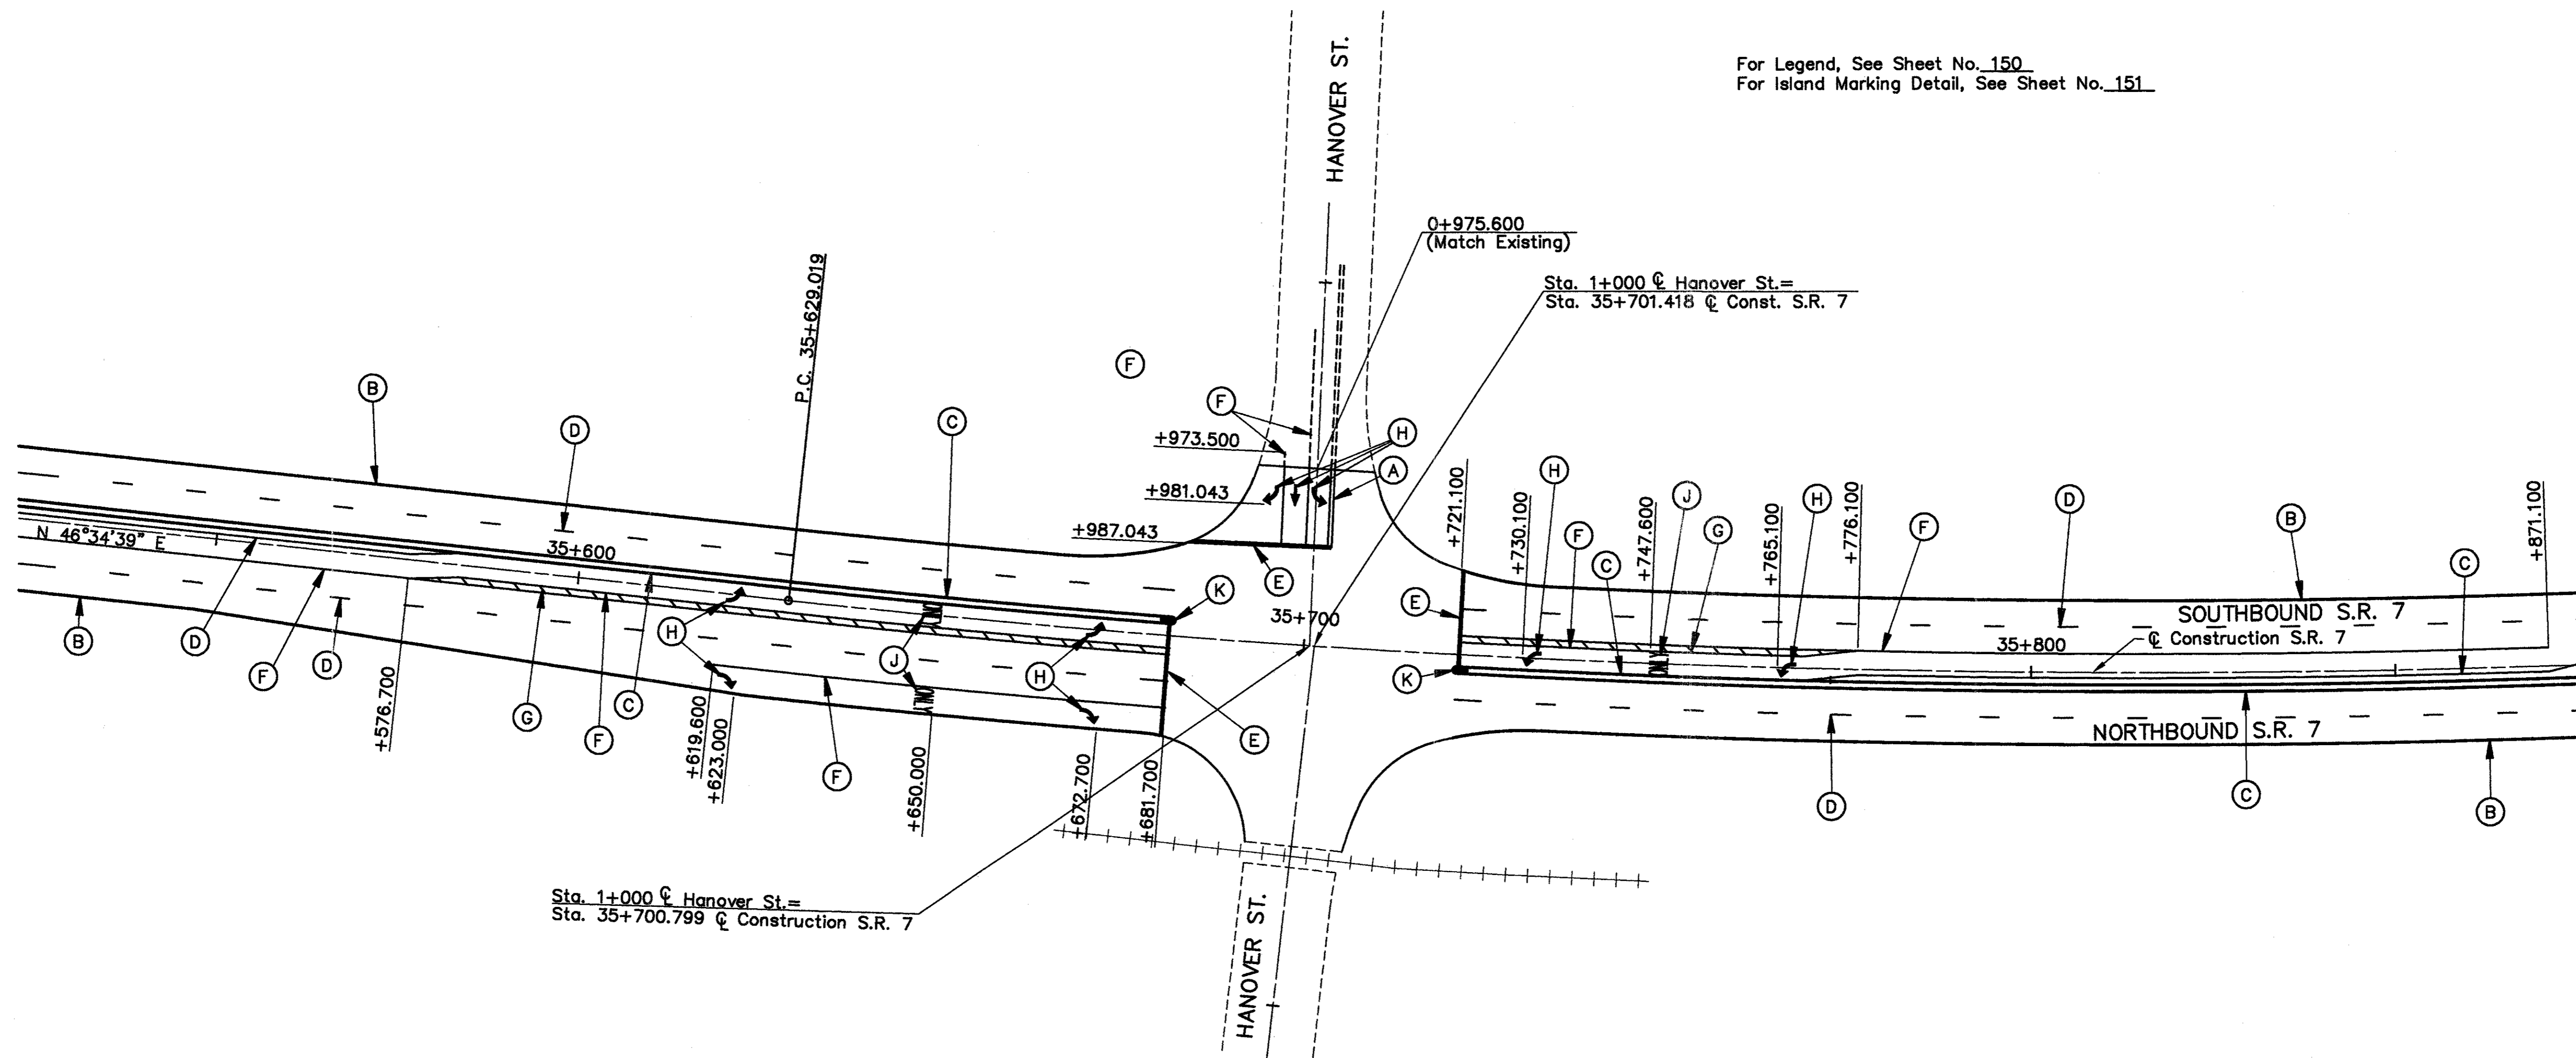 For Legend, See Sheet No. 150
For Island Marking Detail, See Sheet No. 151
HANOVER ST.
0+975.600
(Match Existing)
Sta. 1+000 ℄ Hanover St.=
Sta. 35+701.418 ℄ Const. S.R. 7
P.C. 35+629.019
F
B
D
C
F
H
A
+973.500
+981.043
+987.043
E
K
E
K
+721.100
+730.100
H
F
C
+747.600
J
G
+765.100
H
+776.100
F
D
B
C
+871.100
N 46°34'39" E
35+600
35+700
SOUTHBOUND S.R. 7
35+800
℄ Construction S.R. 7
NORTHBOUND S.R. 7
ONLY
ONLY
ONLY
B
D
F
D
+576.700
G
F
C
H
+619.600
+623.000
F
J
+650.000
H
+672.700
+681.700
E
D
C
B
Sta. 1+000 ℄ Hanover St.=
Sta. 35+700.799 ℄ Construction S.R. 7
HANOVER ST.